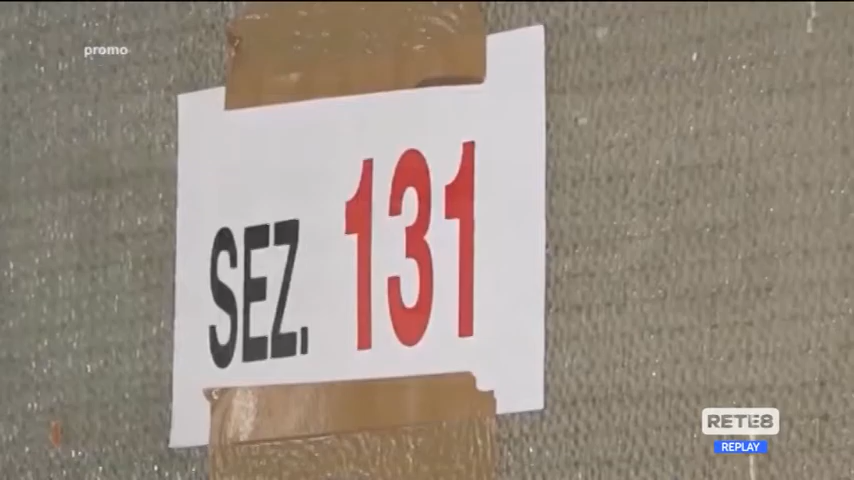 promo
SEZ. 131
RETE8
REPLAY